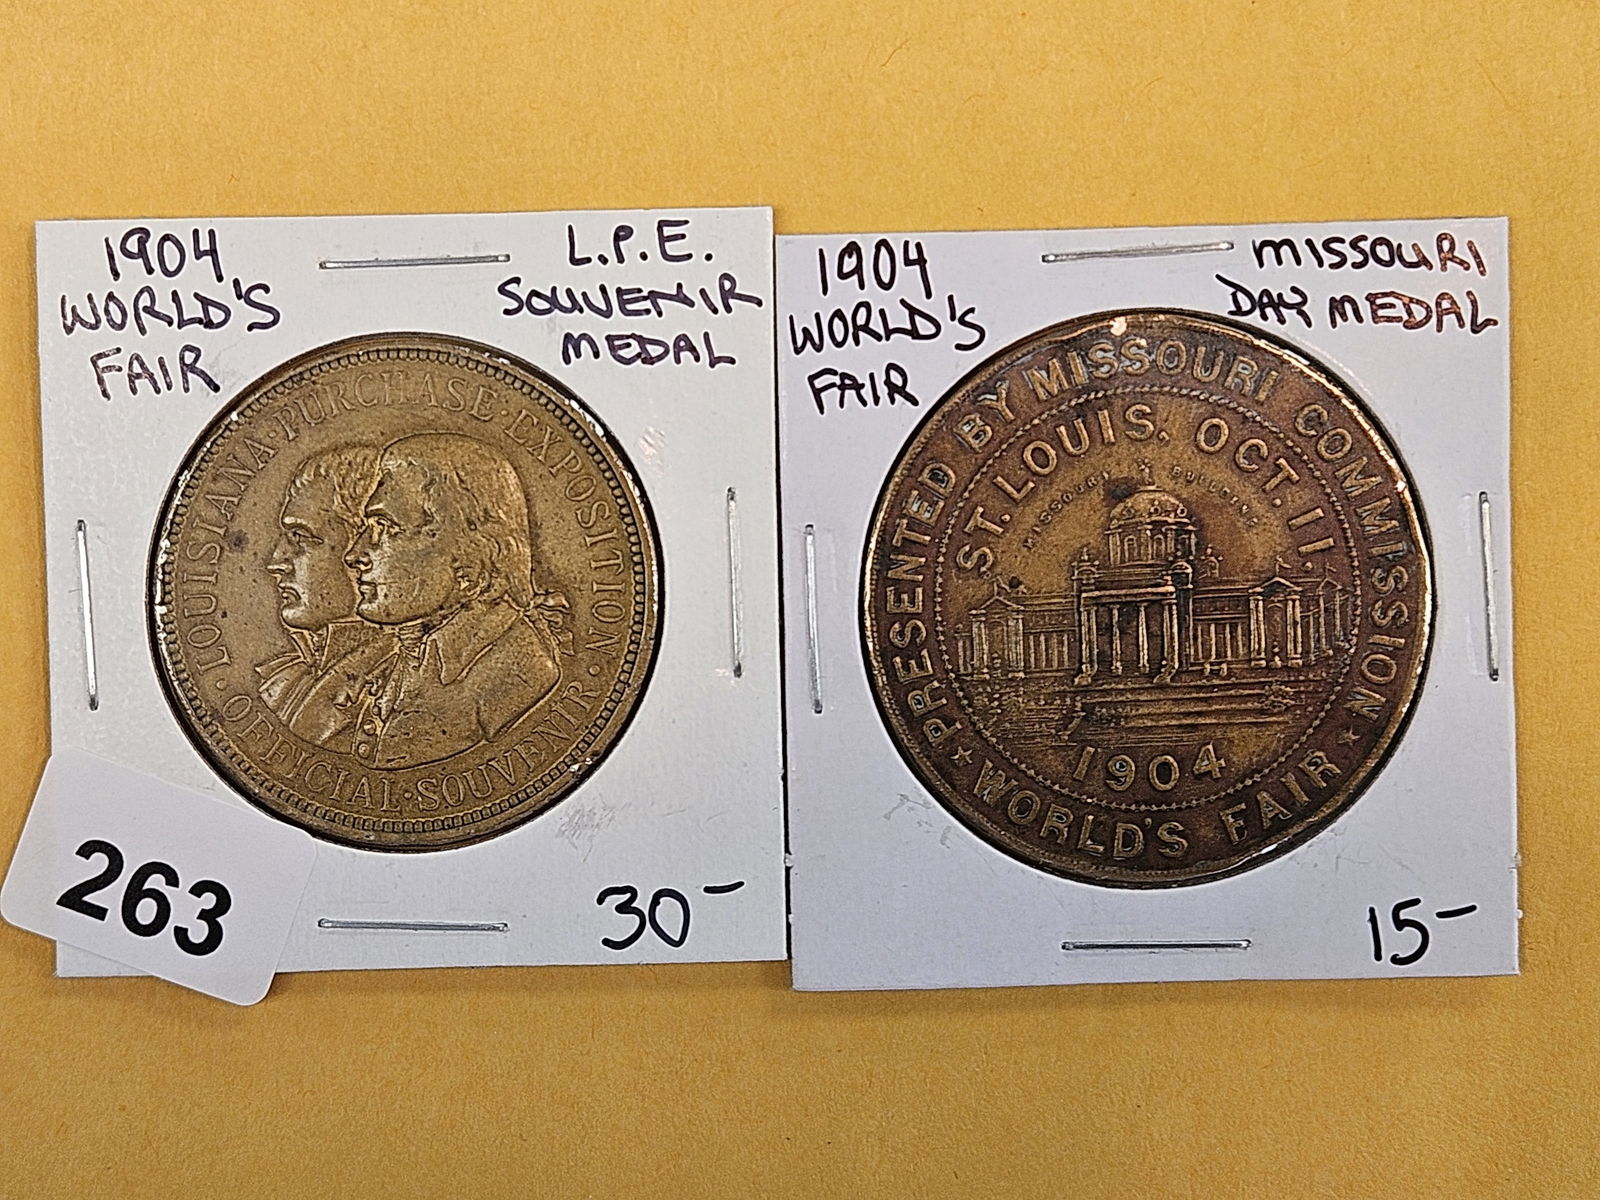 1904
WORLD'S
FAIR
L.P.E.
SOUVENIR
MEDAL
LOUISIANA·PURCHASE·EXPOSITION·
·OFFICIAL·SOUVENIR·
263
30-
1904
WORLD'S
FAIR
MISSOURI
DAY MEDAL
PRESENTED BY MISSOURI COMMISSION
ST. LOUIS, OCT. 11.
MISSOURI BUILDING
1904
★ WORLD'S FAIR ★
15-